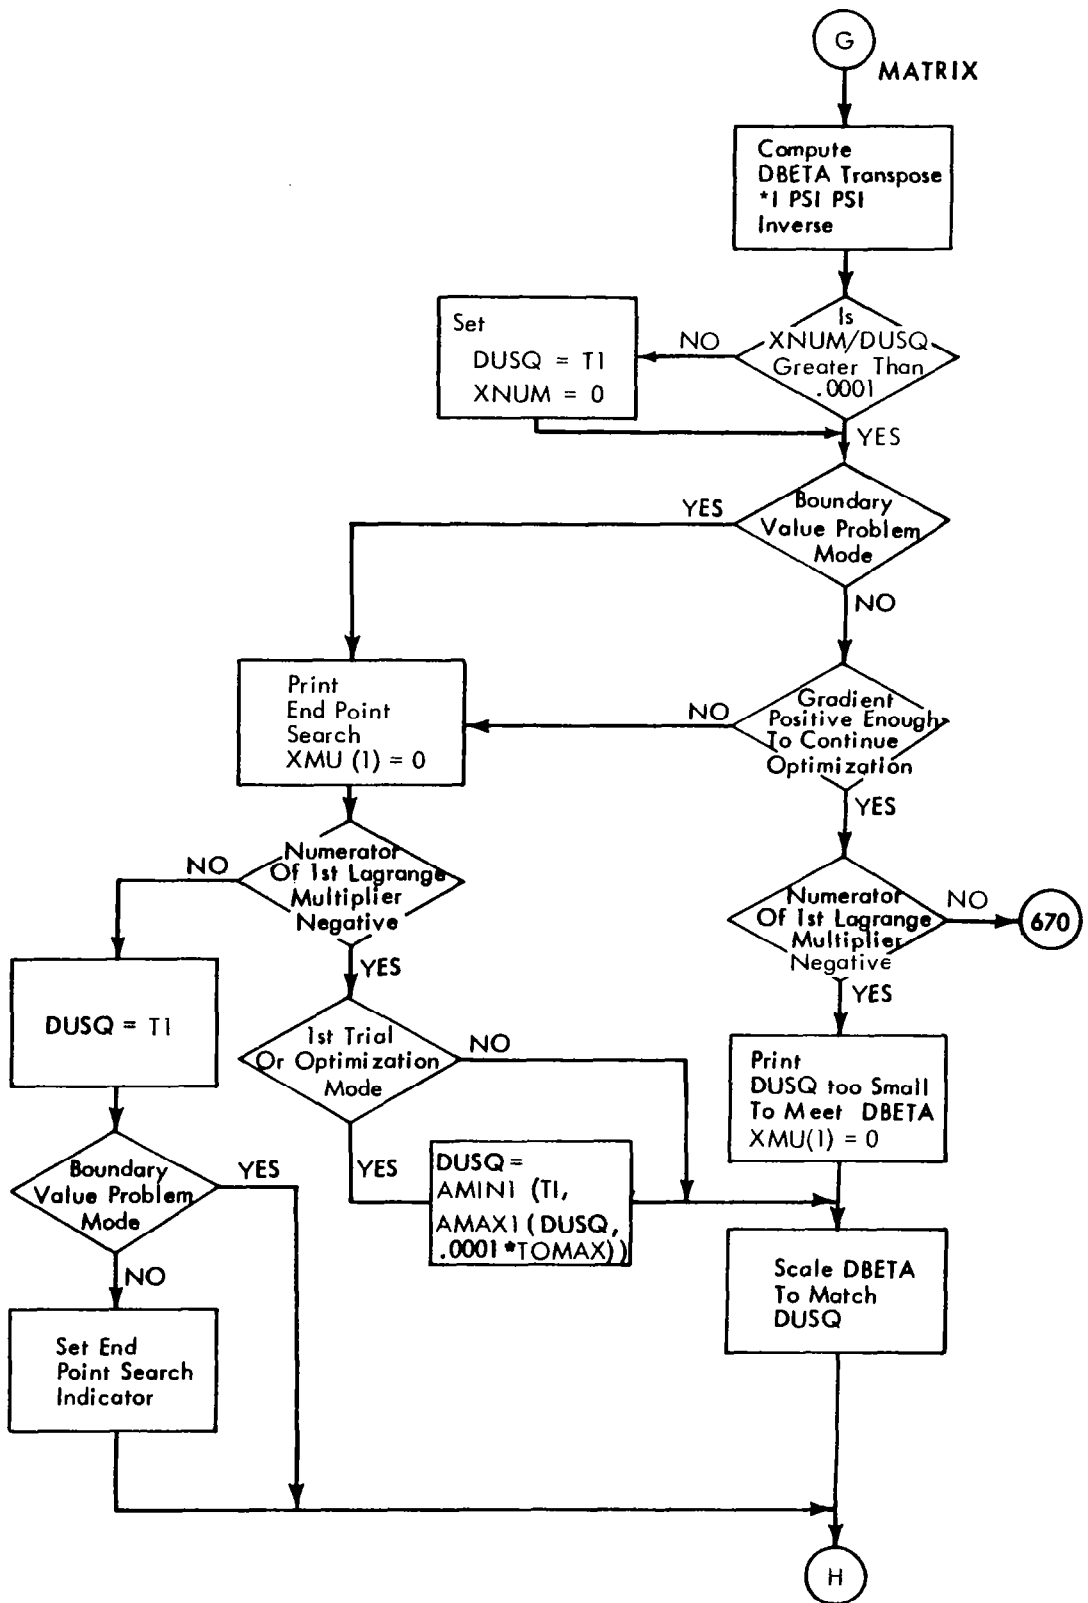 G
MATRIX
Compute
DBETA Transpose
*I PSI PSI
Inverse
Is
XNUM/DUSQ
Greater Than
.0001
NO
Set
DUSQ = T1
XNUM = 0
YES
Boundary
Value Problem
Mode
YES
NO
Gradient
Positive Enough
To Continue
Optimization
NO
YES
Print
End Point
Search
XMU (1) = 0
Numerator
Of 1st Lagrange
Multiplier
Negative
NO
YES
Numerator
Of 1st Lagrange
Multiplier
Negative
NO
670
YES
DUSQ = T1
1st Trial
Or Optimization
Mode
NO
YES
Print
DUSQ too Small
To Meet DBETA
XMU(1) = 0
Boundary
Value Problem
Mode
YES
NO
DUSQ =
AMIN1 (T1,
AMAX1(DUSQ,
.0001*TOMAX))
Scale DBETA
To Match
DUSQ
Set End
Point Search
Indicator
H